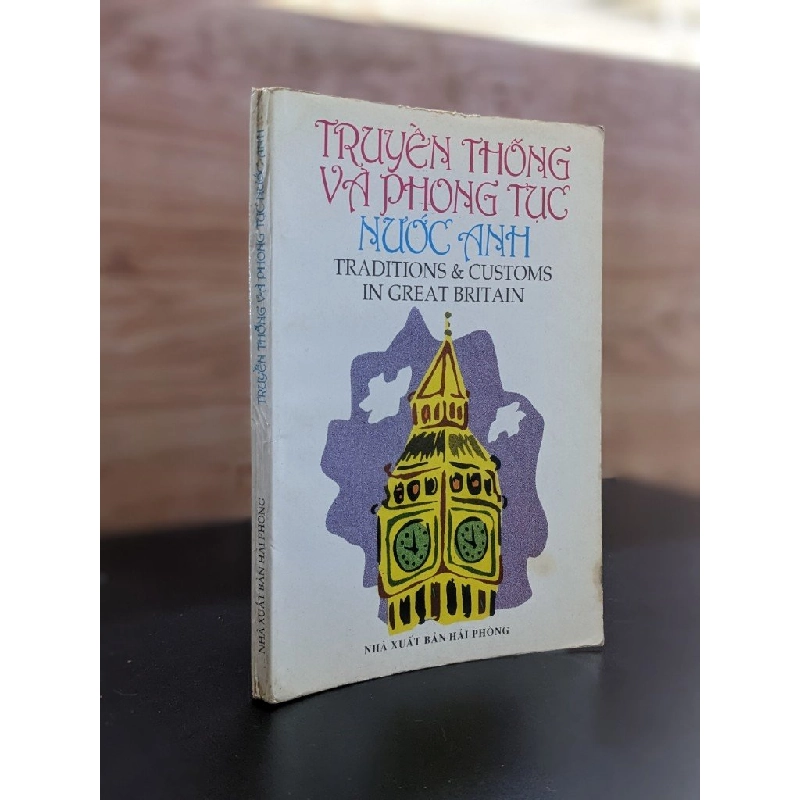 TRUYỀN THỐNG
VÀ PHONG TỤC
NƯỚC ANH
TRADITIONS & CUSTOMS
IN GREAT BRITAIN
NHÀ XUẤT BẢN HẢI PHÒNG
TRUYỀN THỐNG VÀ PHONG TỤC NƯỚC ANH
NHÀ XUẤT BẢN HẢI PHÒNG